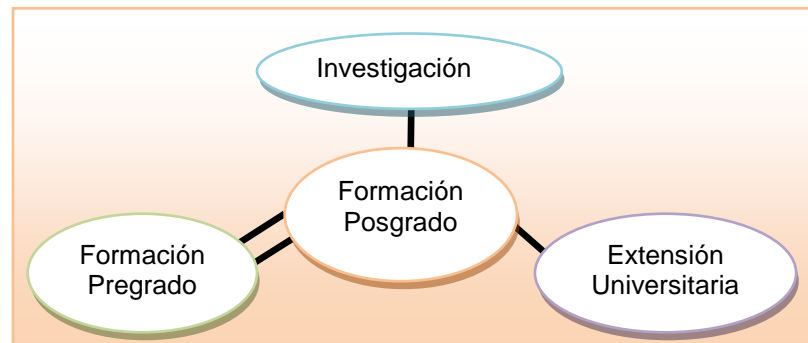 Investigación
Formación
Posgrado
Formación
Pregrado
Extensión
Universitaria